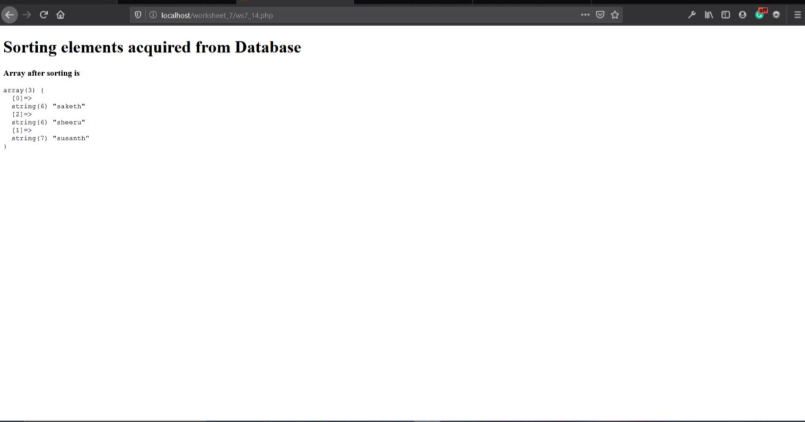 localhost/worksheet_7/ws7_14.php
Sorting elements acquired from Database
Array after sorting is
array(3) {
[0]=>
string(6) "saketh"
[2]=>
string(6) "sheeru"
[1]=>
string(7) "susanth"
}